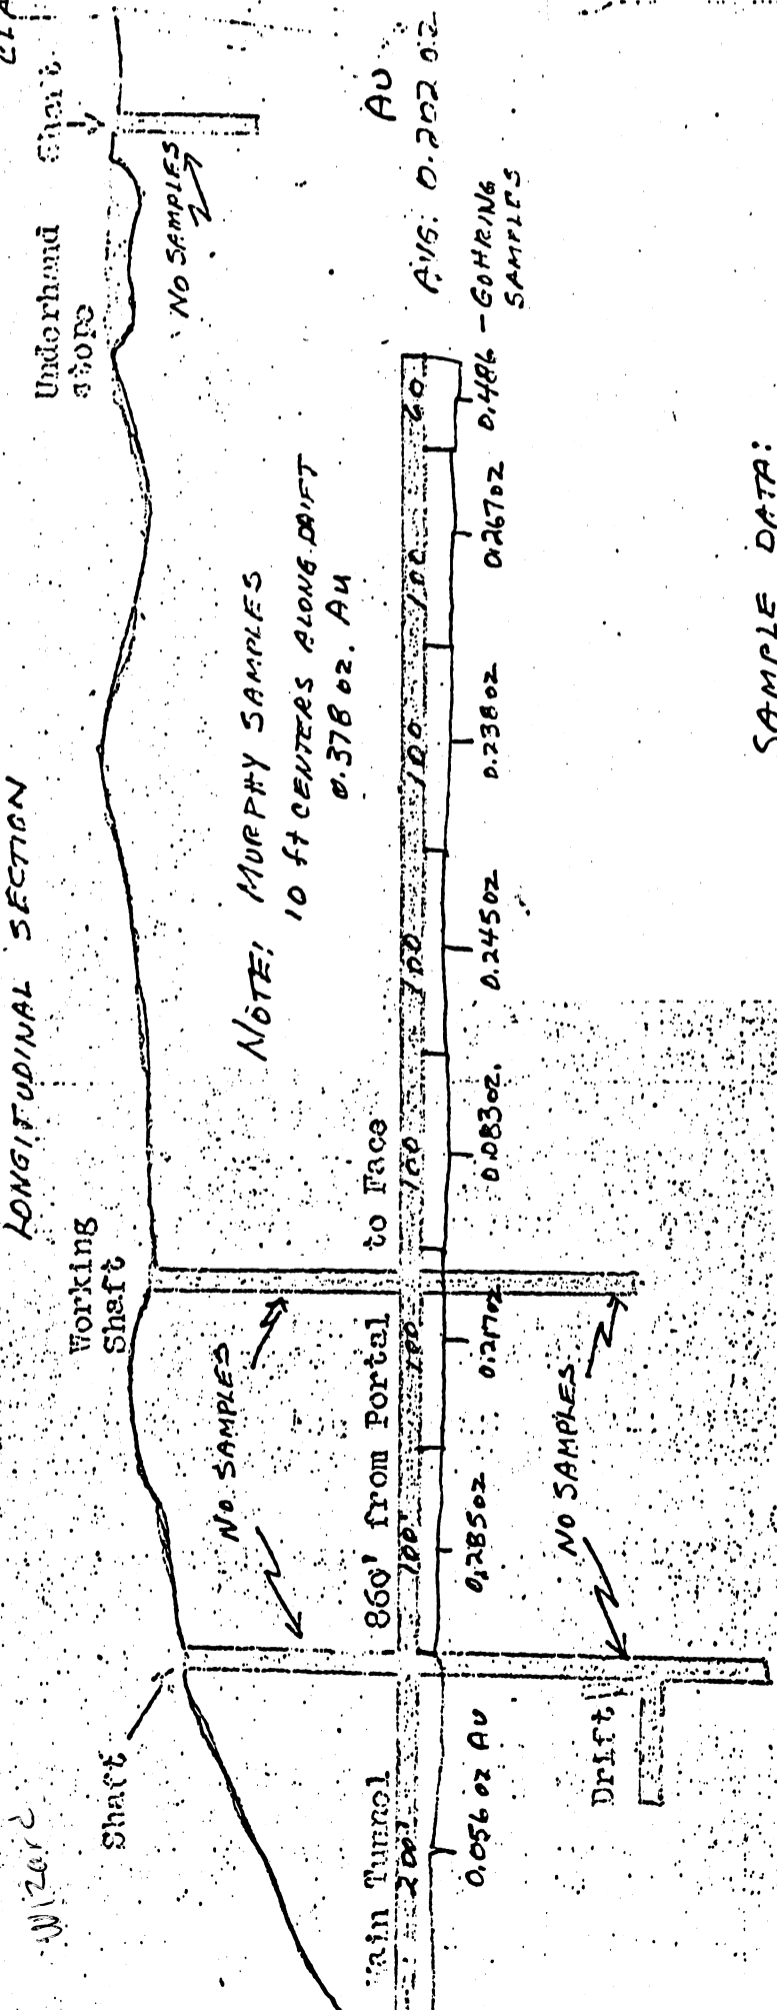 LONGITUDINAL SECTION
Wizard
Shaft
Working
Shaft
Underhand
stope
Shaft
NO SAMPLES
NO SAMPLES
NOTE! MURPHY SAMPLES
10 ft CENTERS ALONG DRIFT
0.378 oz. Au
Au
AVG. 0.202 oz
Main Tunnel
860' from Portal
to Face
200'
100'
100
100
100
100
100
60
0.056 oz AU
0.285 oz
0.083 oz.
0.245 oz
0.238 oz
0.267 oz
0.486 - GOHRING
SAMPLES
NO SAMPLES
Drift
SAMPLE DATA: